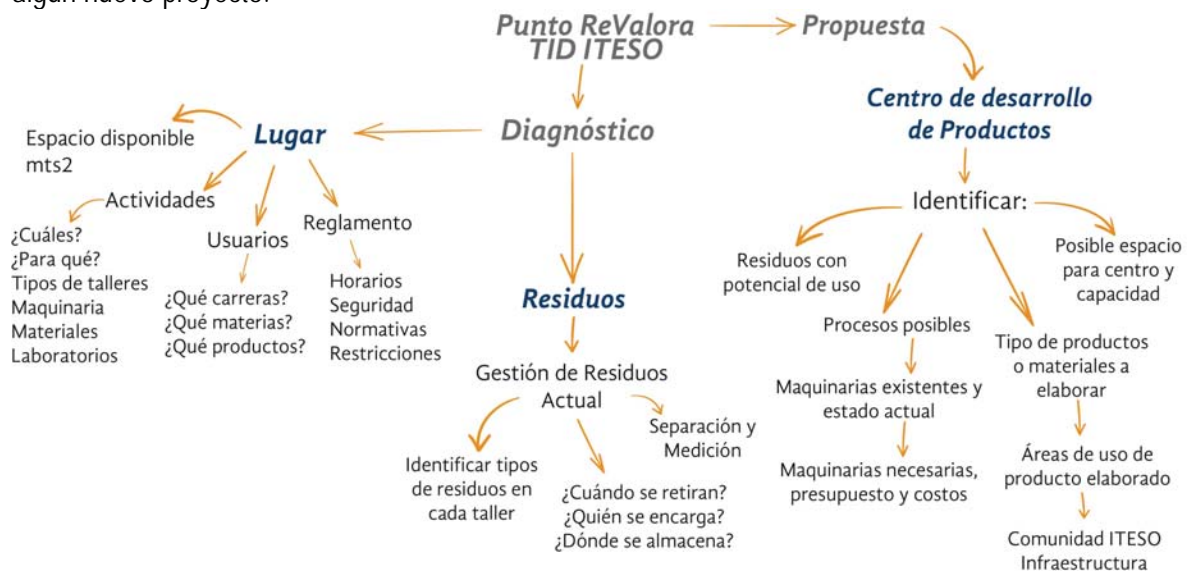 algún nuevo proyecto.
Punto ReValora
TID ITESO
Propuesta
Diagnóstico
Lugar
Espacio disponible
mts2
Actividades
¿Cuáles?
¿Para qué?
Tipos de talleres
Maquinaria
Materiales
Laboratorios
Usuarios
¿Qué carreras?
¿Qué materias?
¿Qué productos?
Reglamento
Horarios
Seguridad
Normativas
Restricciones
Residuos
Gestión de Residuos
Actual
Identificar tipos
de residuos en
cada taller
¿Cuándo se retiran?
¿Quién se encarga?
¿Dónde se almacena?
Separación y
Medición
Centro de desarrollo
de Productos
Identificar:
Residuos con
potencial de uso
Procesos posibles
Maquinarias existentes y
estado actual
Maquinarias necesarias,
presupuesto y costos
Tipo de productos
o materiales a
elaborar
Áreas de uso de
producto elaborado
Comunidad ITESO
Infraestructura
Posible espacio
para centro y
capacidad